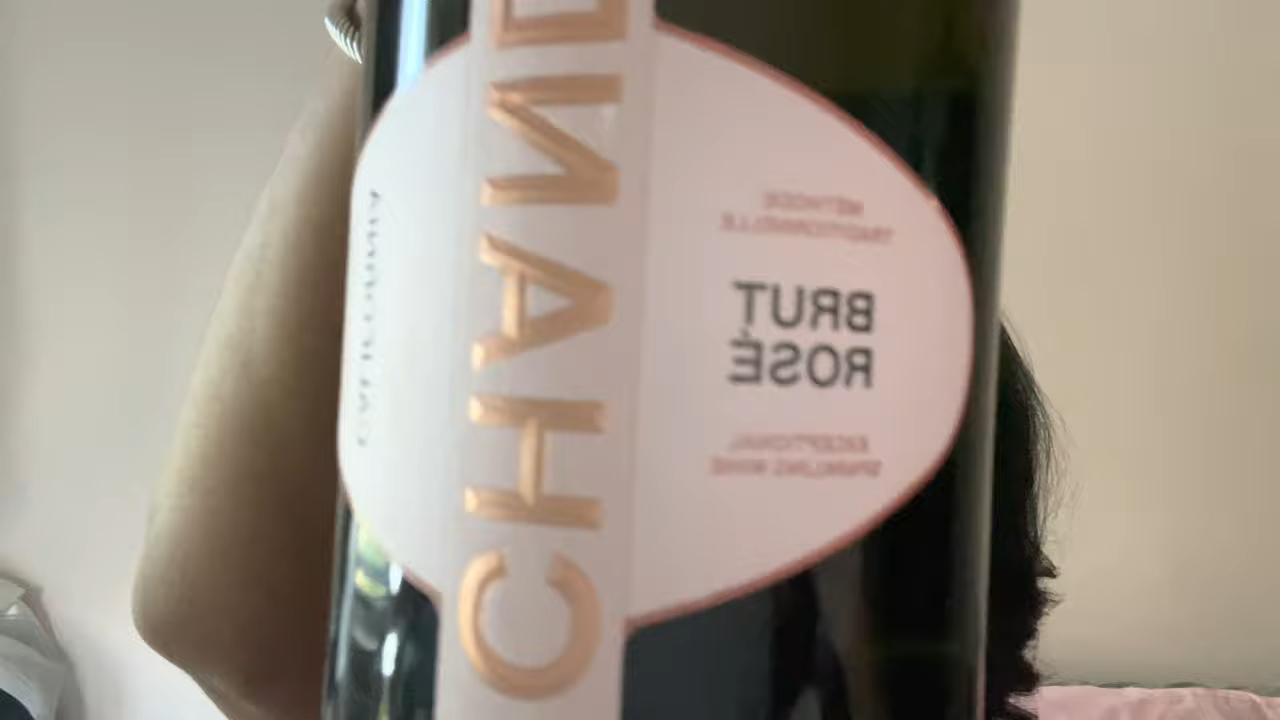 CHAND
MÉTHODE
TRADITIONNELLE
BRUT
ROSÉ
EXCEPTIONAL
SPARKLING WINE